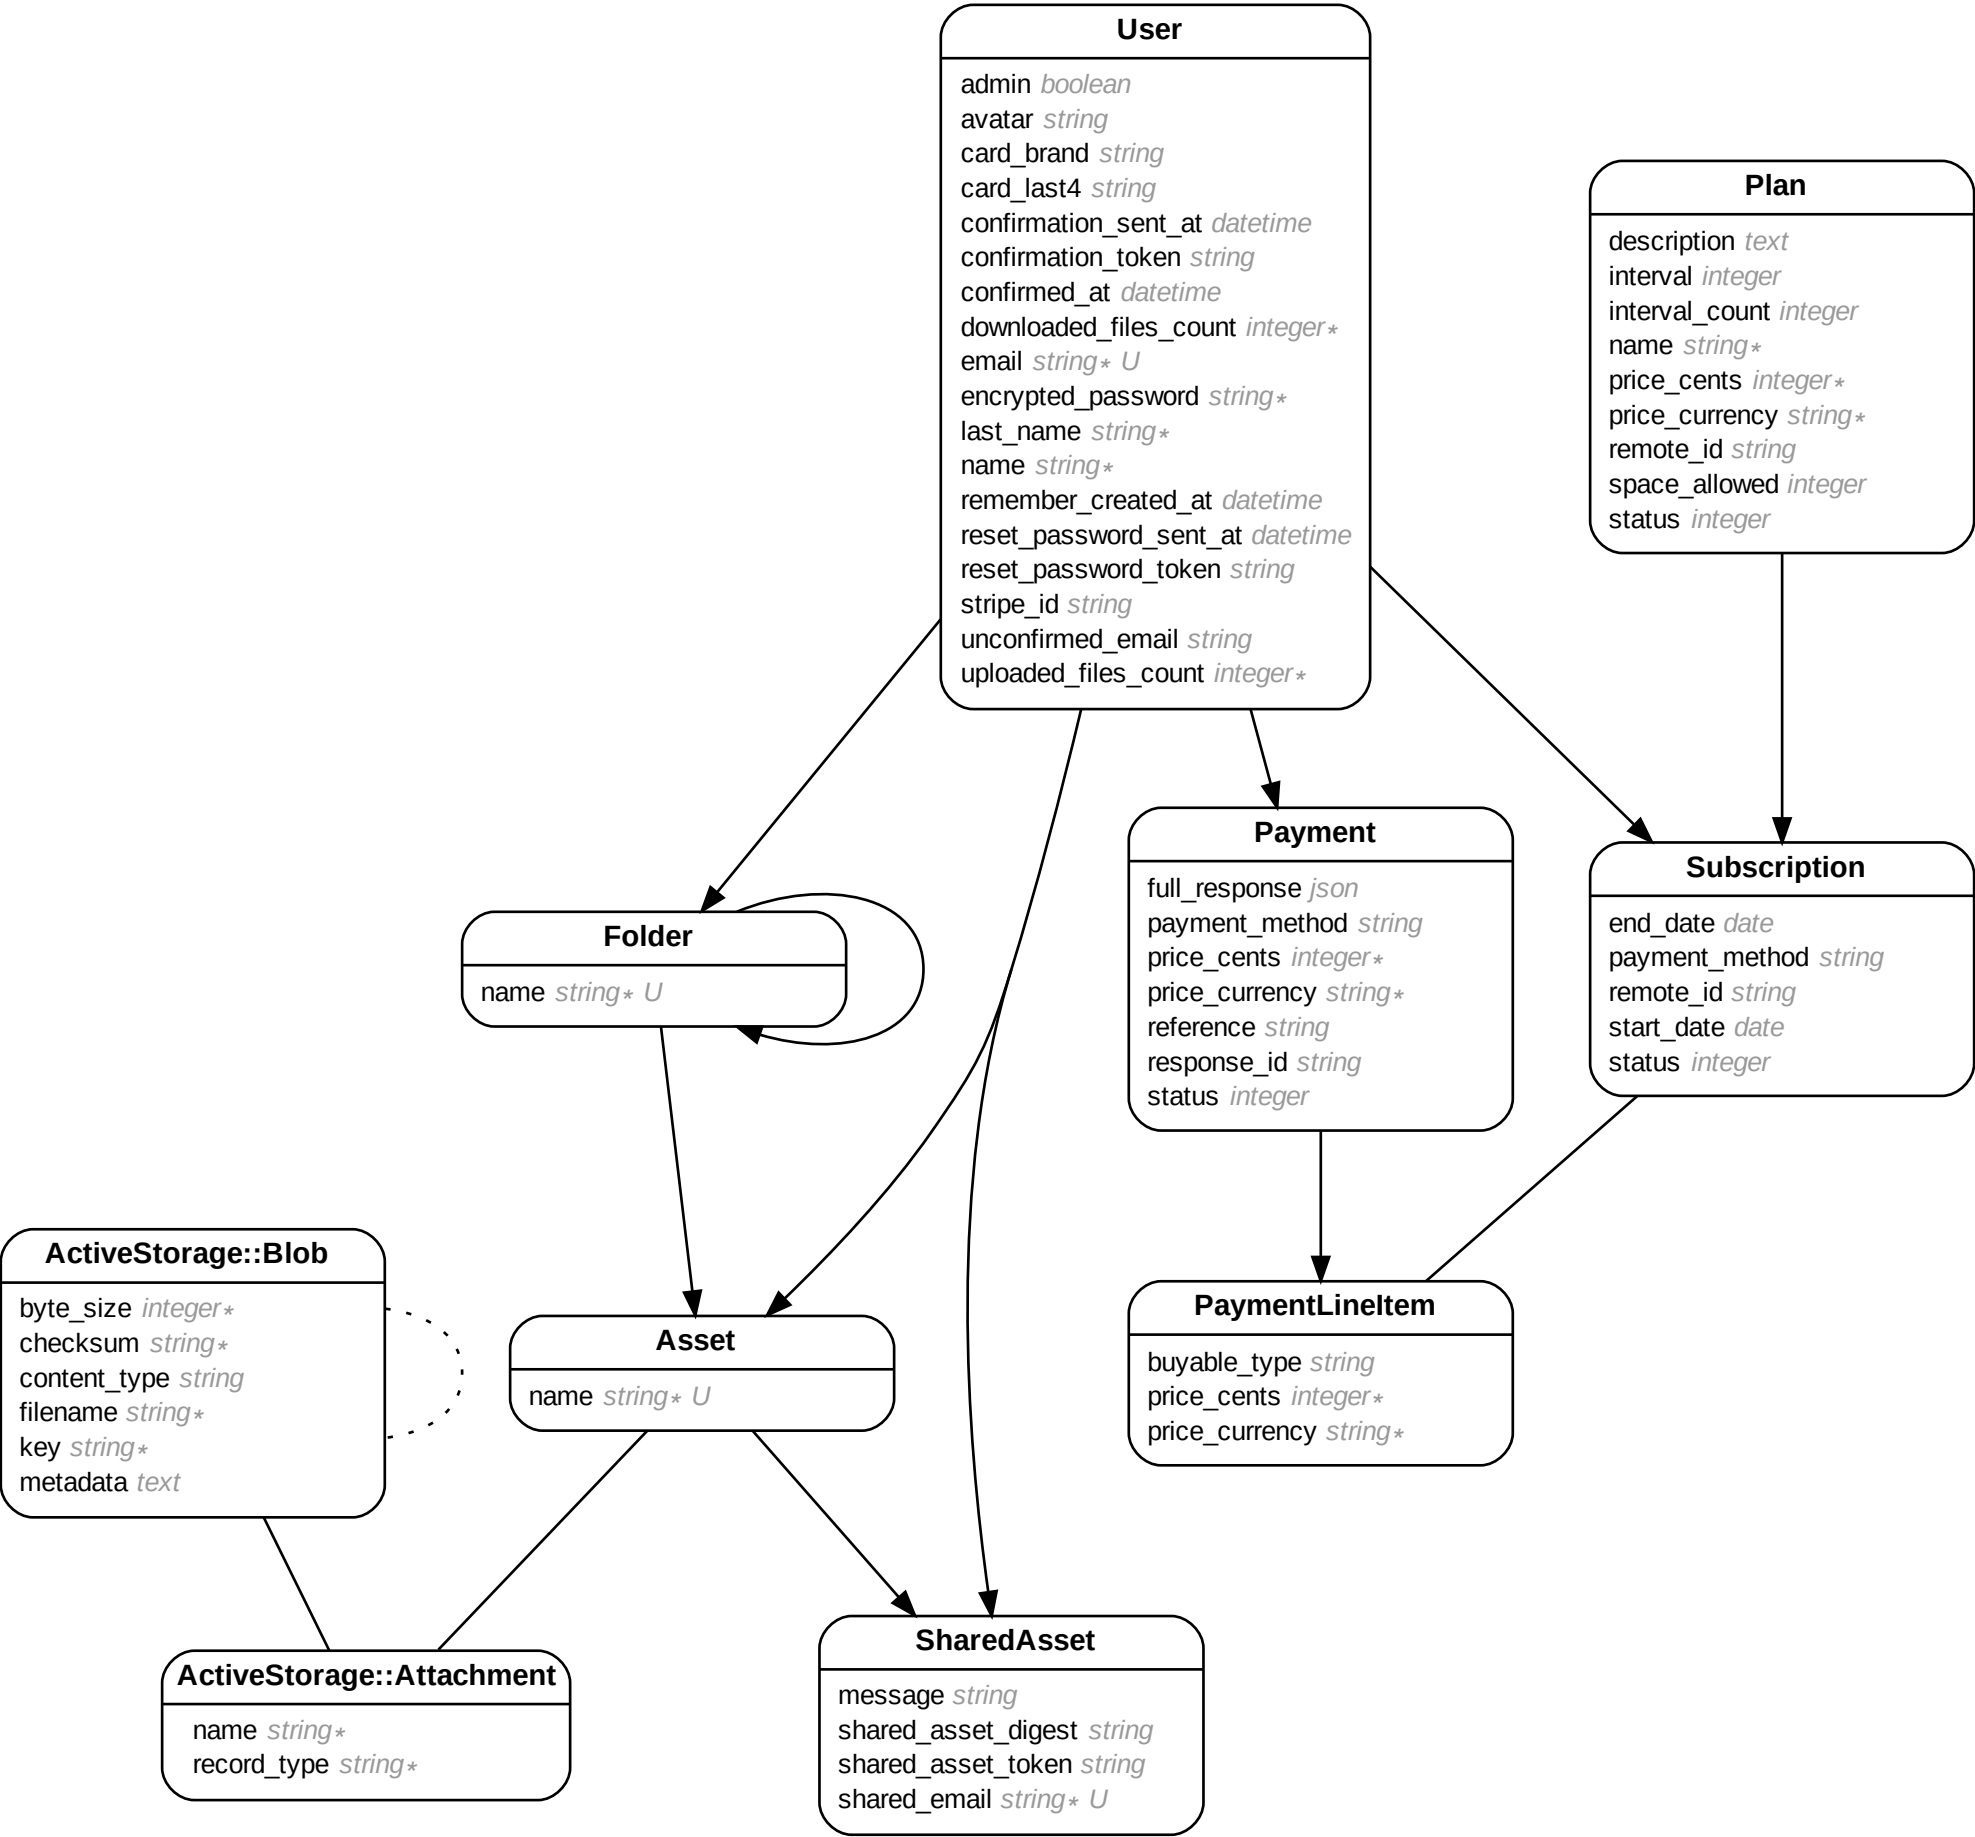 User
admin boolean
avatar string
card_brand string
card_last4 string
confirmation_sent_at datetime
confirmation_token string
confirmed_at datetime
downloaded_files_count integer*
email string* U
encrypted_password string*
last_name string*
name string*
remember_created_at datetime
reset_password_sent_at datetime
reset_password_token string
stripe_id string
unconfirmed_email string
uploaded_files_count integer*
Plan
description text
interval integer
interval_count integer
name string*
price_cents integer*
price_currency string*
remote_id string
space_allowed integer
status integer
Folder
name string* U
Payment
full_response json
payment_method string
price_cents integer*
price_currency string*
reference string
response_id string
status integer
Subscription
end_date date
payment_method string
remote_id string
start_date date
status integer
ActiveStorage::Blob
byte_size integer*
checksum string*
content_type string
filename string*
key string*
metadata text
Asset
name string* U
PaymentLineItem
buyable_type string
price_cents integer*
price_currency string*
ActiveStorage::Attachment
name string*
record_type string*
SharedAsset
message string
shared_asset_digest string
shared_asset_token string
shared_email string* U